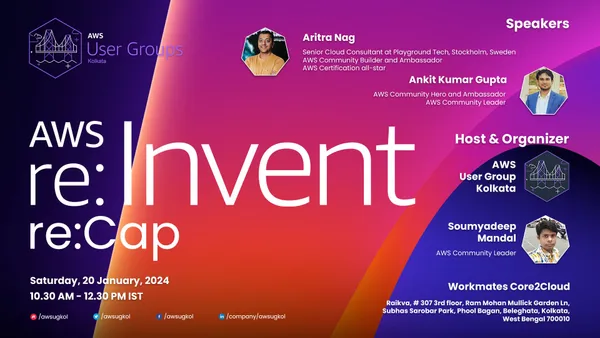 AWS
User Groups
Kolkata
Speakers
Aritra Nag
Senior Cloud Consultant at Playground Tech, Stockholm, Sweden
AWS Community Builder and Ambassador
AWS Certification all-star
Ankit Kumar Gupta
AWS Community Hero and Ambassador
AWS Community Leader
AWS
re:Invent
re:Cap
Host & Organizer
AWS
User Group
Kolkata
Soumyadeep
Mandal
AWS Community Leader
Saturday, 20 January, 2024
10.30 AM - 12.30 PM IST
/awsugkol
/awsugkol
/awsugkol
/company/awsugkol
Workmates Core2Cloud
Raikva, # 307 3rd floor, Ram Mohan Mullick Garden Ln,
Subhas Sarobar Park, Phool Bagan, Beleghata, Kolkata,
West Bengal 700010